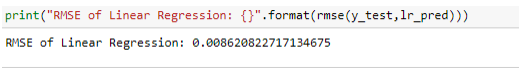 print("RMSE of Linear Regression: {}".format(rmse(y_test,lr_pred)))
RMSE of Linear Regression: 0.008620822717134675